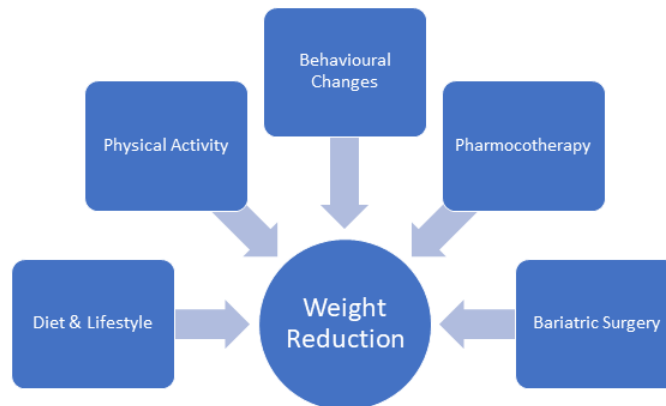 Behavioural
Changes
Physical Activity
Pharmocotherapy
Diet & Lifestyle
Weight
Reduction
Bariatric Surgery